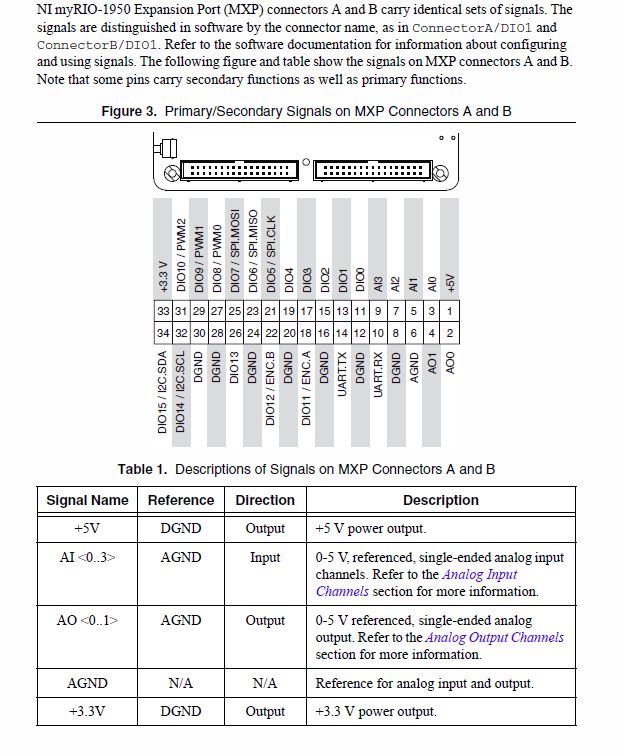 NI myRIO-1950 Expansion Port (MXP) connectors A and B carry identical sets of signals. The
signals are distinguished in software by the connector name, as in ConnectorA/DIO1 and
ConnectorB/DIO1. Refer to the software documentation for information about configuring
and using signals. The following figure and table show the signals on MXP connectors A and B.
Note that some pins carry secondary functions as well as primary functions.
Figure 3. Primary/Secondary Signals on MXP Connectors A and B
+3.3 V
DIO10 / PWM2
DIO9 / PWM1
DIO8 / PWM0
DIO7 / SPI.MOSI
DIO6 / SPI.MISO
DIO5 / SPI.CLK
DIO4
DIO3
DIO2
DIO1
DIO0
AI3
AI2
AI1
AI0
+5V
33 31 29 27 25 23 21 19 17 15 13 11 9 7 5 3 1
34 32 30 28 26 24 22 20 18 16 14 12 10 8 6 4 2
DIO15 / I2C.SDA
DIO14 / I2C.SCL
DGND
DGND
DIO13
DGND
DIO12 / ENC.B
DGND
DIO11 / ENC.A
DGND
UART.TX
DGND
UART.RX
DGND
AGND
AO1
AO0
Table 1. Descriptions of Signals on MXP Connectors A and B
Signal Name Reference Direction Description
+5V DGND Output +5 V power output.
AI <0..3> AGND Input 0-5 V, referenced, single-ended analog input
channels. Refer to the Analog Input
Channels section for more information.
AO <0..1> AGND Output 0-5 V referenced, single-ended analog
output. Refer to the Analog Output Channels
section for more information.
AGND N/A N/A Reference for analog input and output.
+3.3V DGND Output +3.3 V power output.